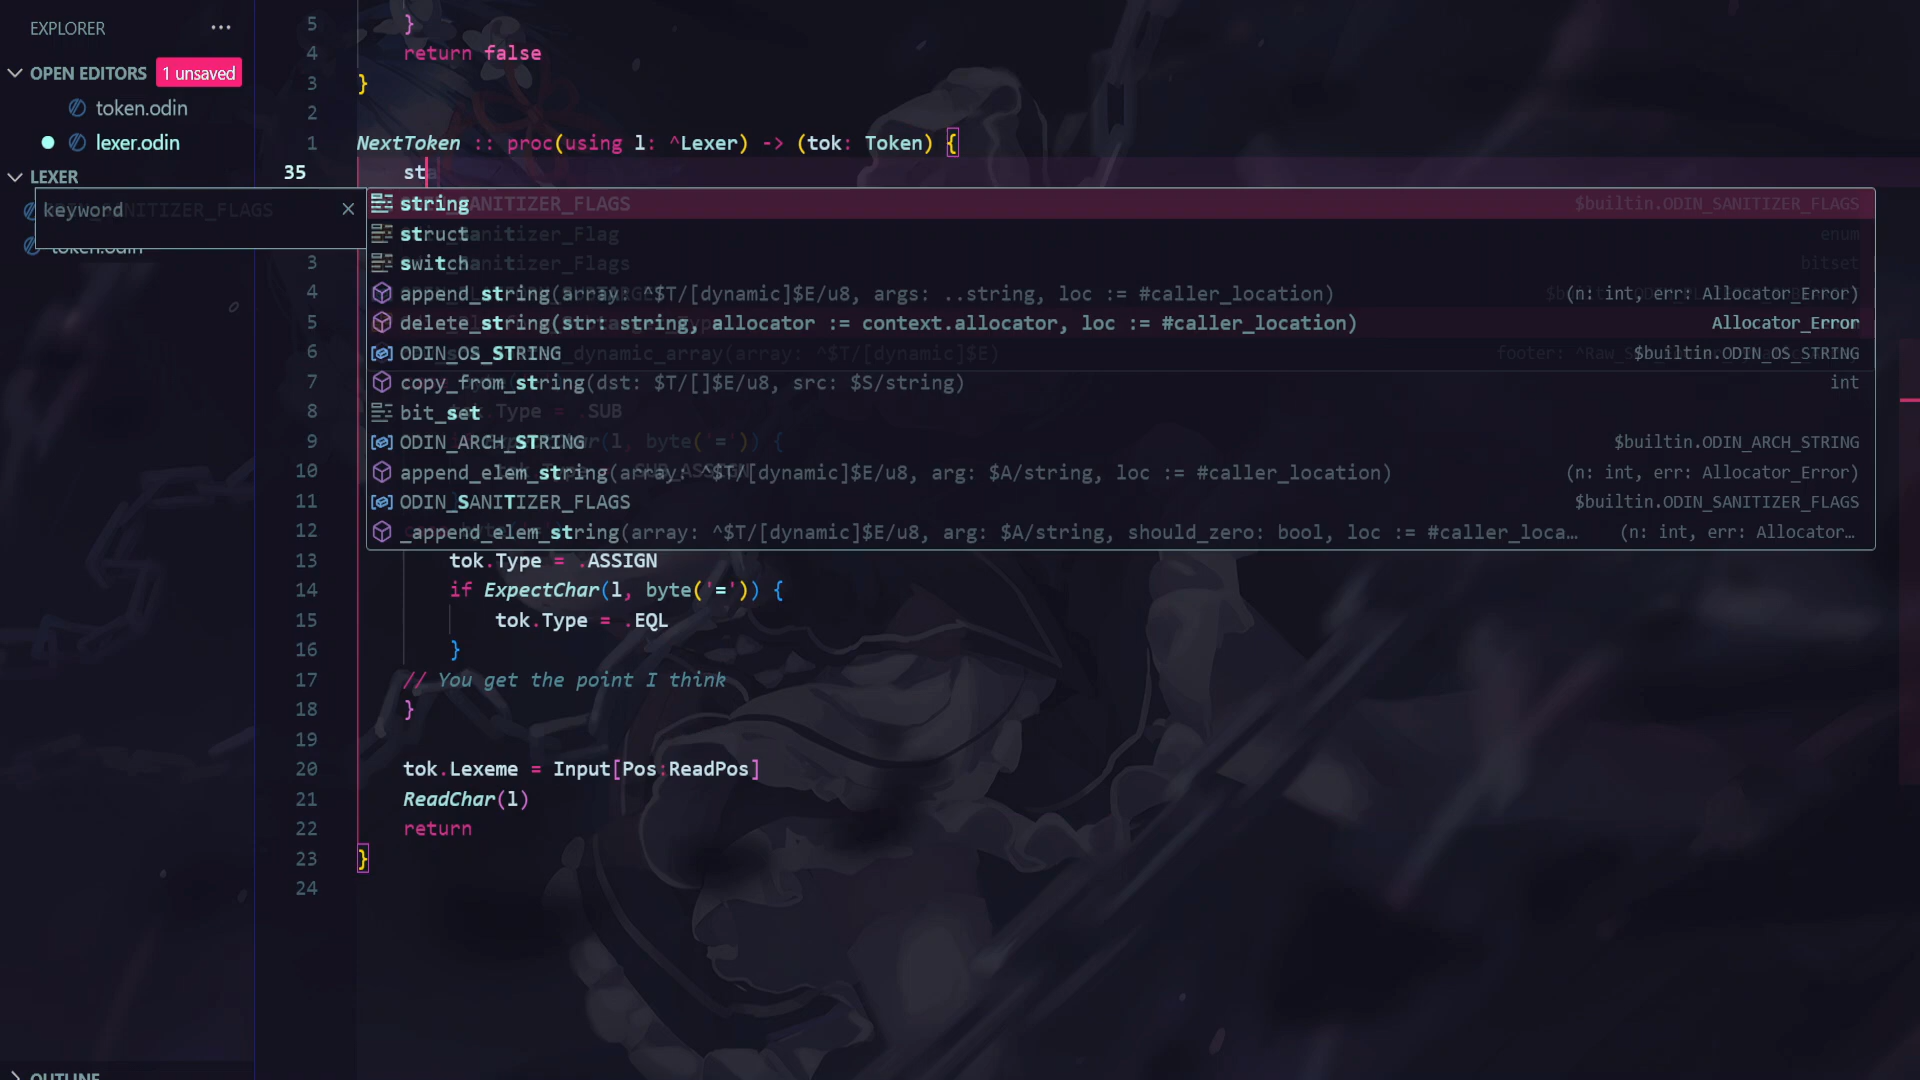 EXPLORER
OPEN EDITORS 1 unsaved
token.odin
lexer.odin
LEXER
keyword
token.odin
OUTLINE
5 }
4 return false
3 }
2
1 NextToken :: proc(using l: ^Lexer) -> (tok: Token) {
35 st
string
struct
switch
3
4 append_string(array: ^$T/[dynamic]$E/u8, args: ..string, loc := #caller_location) (n: int, err: Allocator_Error)
5 delete_string(str: string, allocator := context.allocator, loc := #caller_location) Allocator_Error
6 ODIN_OS_STRING $builtin.ODIN_OS_STRING
7 copy_from_string(dst: $T/[]$E/u8, src: $S/string) int
8 bit_set
9 ODIN_ARCH_STRING $builtin.ODIN_ARCH_STRING
10 append_elem_string(array: ^$T/[dynamic]$E/u8, arg: $A/string, loc := #caller_location) (n: int, err: Allocator_Error)
11 ODIN_SANITIZER_FLAGS $builtin.ODIN_SANITIZER_FLAGS
12 _append_elem_string(array: ^$T/[dynamic]$E/u8, arg: $A/string, should_zero: bool, loc := #caller_loca… (n: int, err: Allocator…
13 tok.Type = .ASSIGN
14 if ExpectChar(l, byte('=')) {
15 tok.Type = .EQL
16 }
17 // You get the point I think
18 }
19
20 tok.Lexeme = Input[Pos:ReadPos]
21 ReadChar(l)
22 return
23 }
24